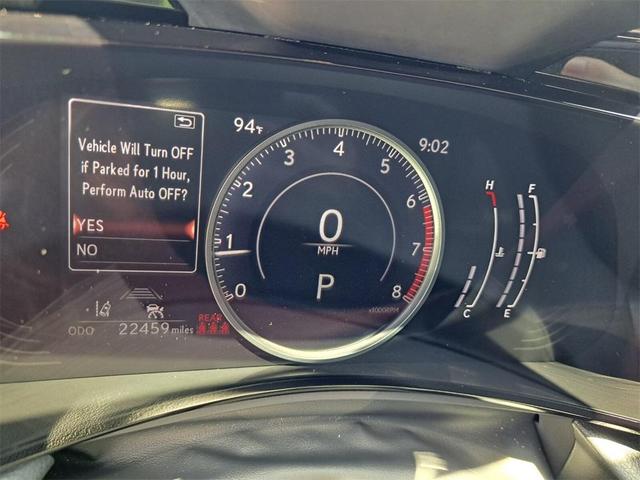 Vehicle Will Turn OFF
if Parked for 1 Hour,
Perform Auto OFF?
YES
NO
94°F
9:02
0
1
2
3
4
5
6
7
8
x1000RPM
0
MPH
P
H
C
F
E
ODO 22459 miles
REAR